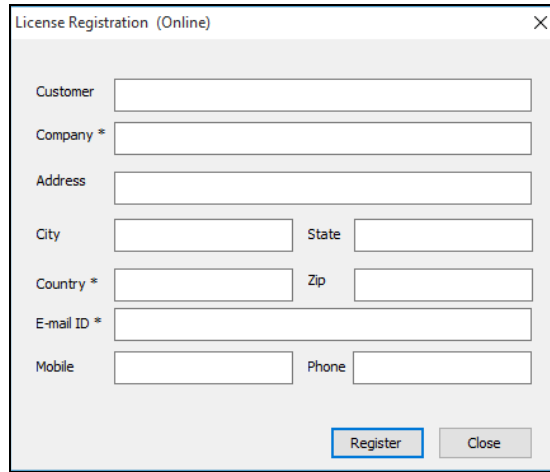 License Registration (Online)
Customer
Company *
Address
City State
Country * Zip
E-mail ID *
Mobile Phone
Register Close